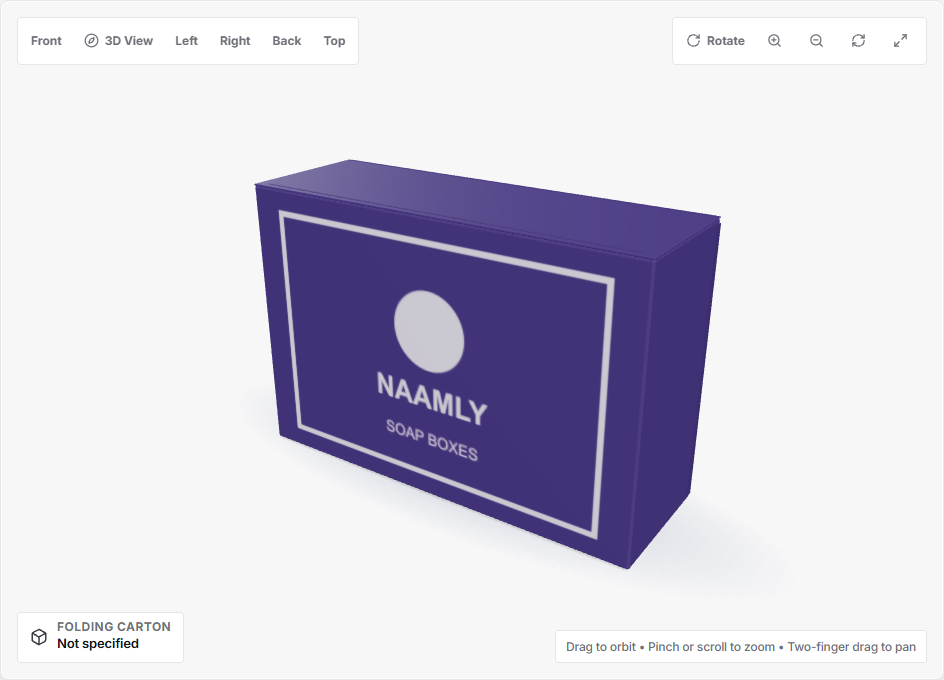 Front 3D View Left Right Back Top
Rotate
NAAMLY
SOAP BOXES
FOLDING CARTON
Not specified
Drag to orbit • Pinch or scroll to zoom • Two-finger drag to pan